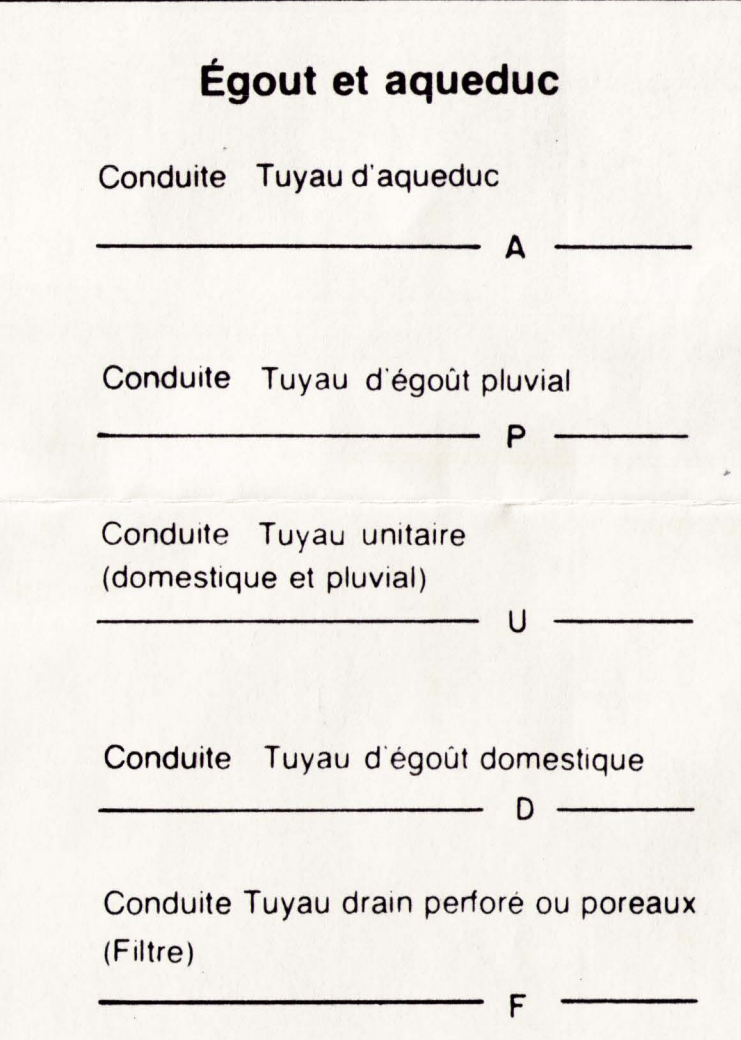 Égout et aqueduc
Conduite Tuyau d'aqueduc
A
Conduite Tuyau d'égoût pluvial
P
Conduite Tuyau unitaire
(domestique et pluvial)
U
Conduite Tuyau d'égoût domestique
D
Conduite Tuyau drain perforé ou poreaux
(Filtre)
F